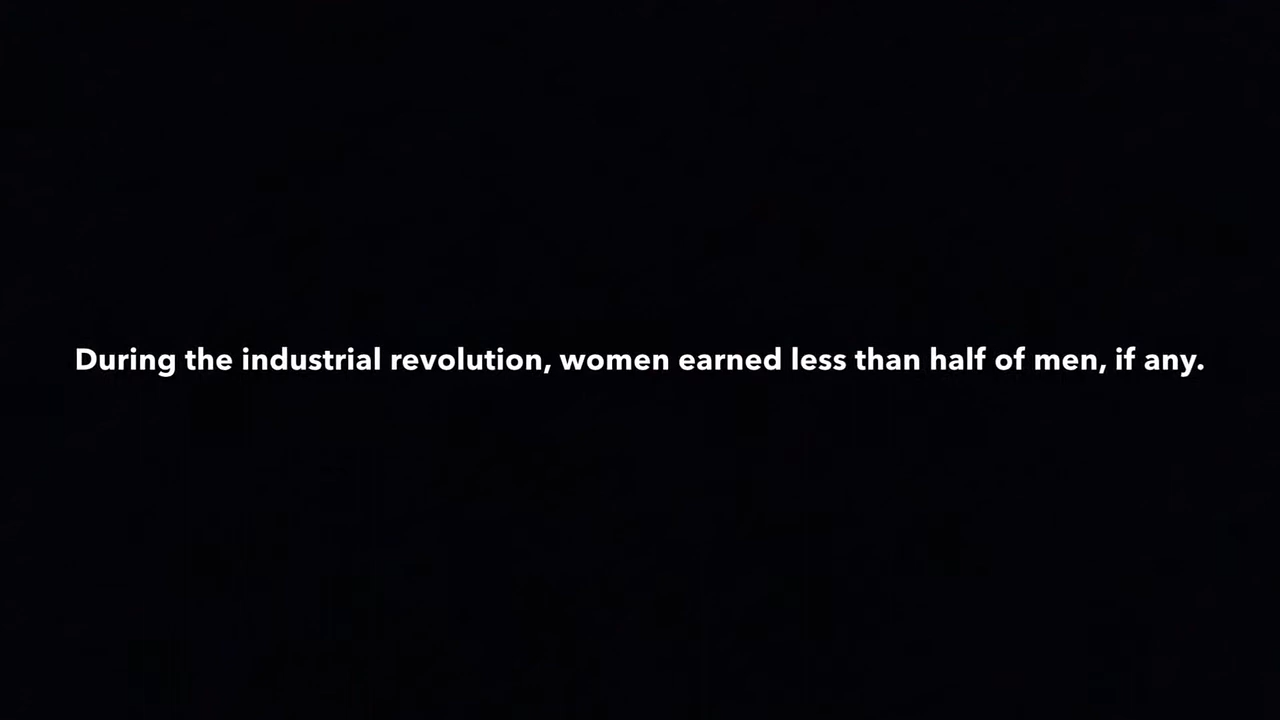 During the industrial revolution, women earned less than half of men, if any.